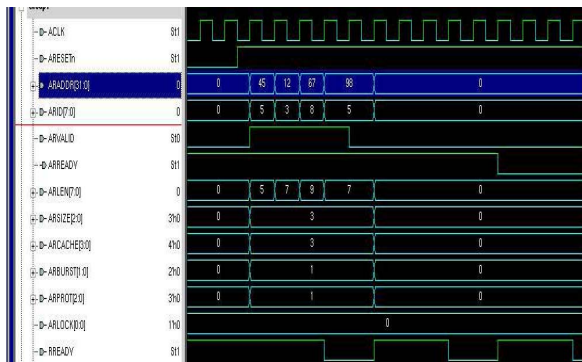 Group1
ACLK St1
ARESETn St1
ARADDR[31:0] 0 0 45 12 67 98 0
ARID[7:0] 0 0 5 3 8 5 0
ARVALID St0
ARREADY St1
ARLEN[7:0] 0 0 5 7 9 7 0
ARSIZE[2:0] 3'h0 0 3 0
ARCACHE[3:0] 4'h0 0 3 0
ARBURST[1:0] 2'h0 0 1 0
ARPROT[2:0] 3'h0 0 1 0
ARLOCK[0:0] 1'h0 0
RREADY St1